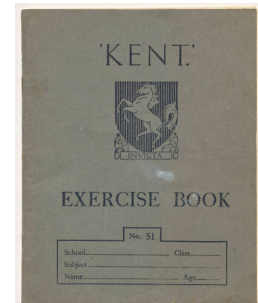 'KENT.'
INVICTA
EXERCISE BOOK
No. 51
School Class
Subject
Name Age